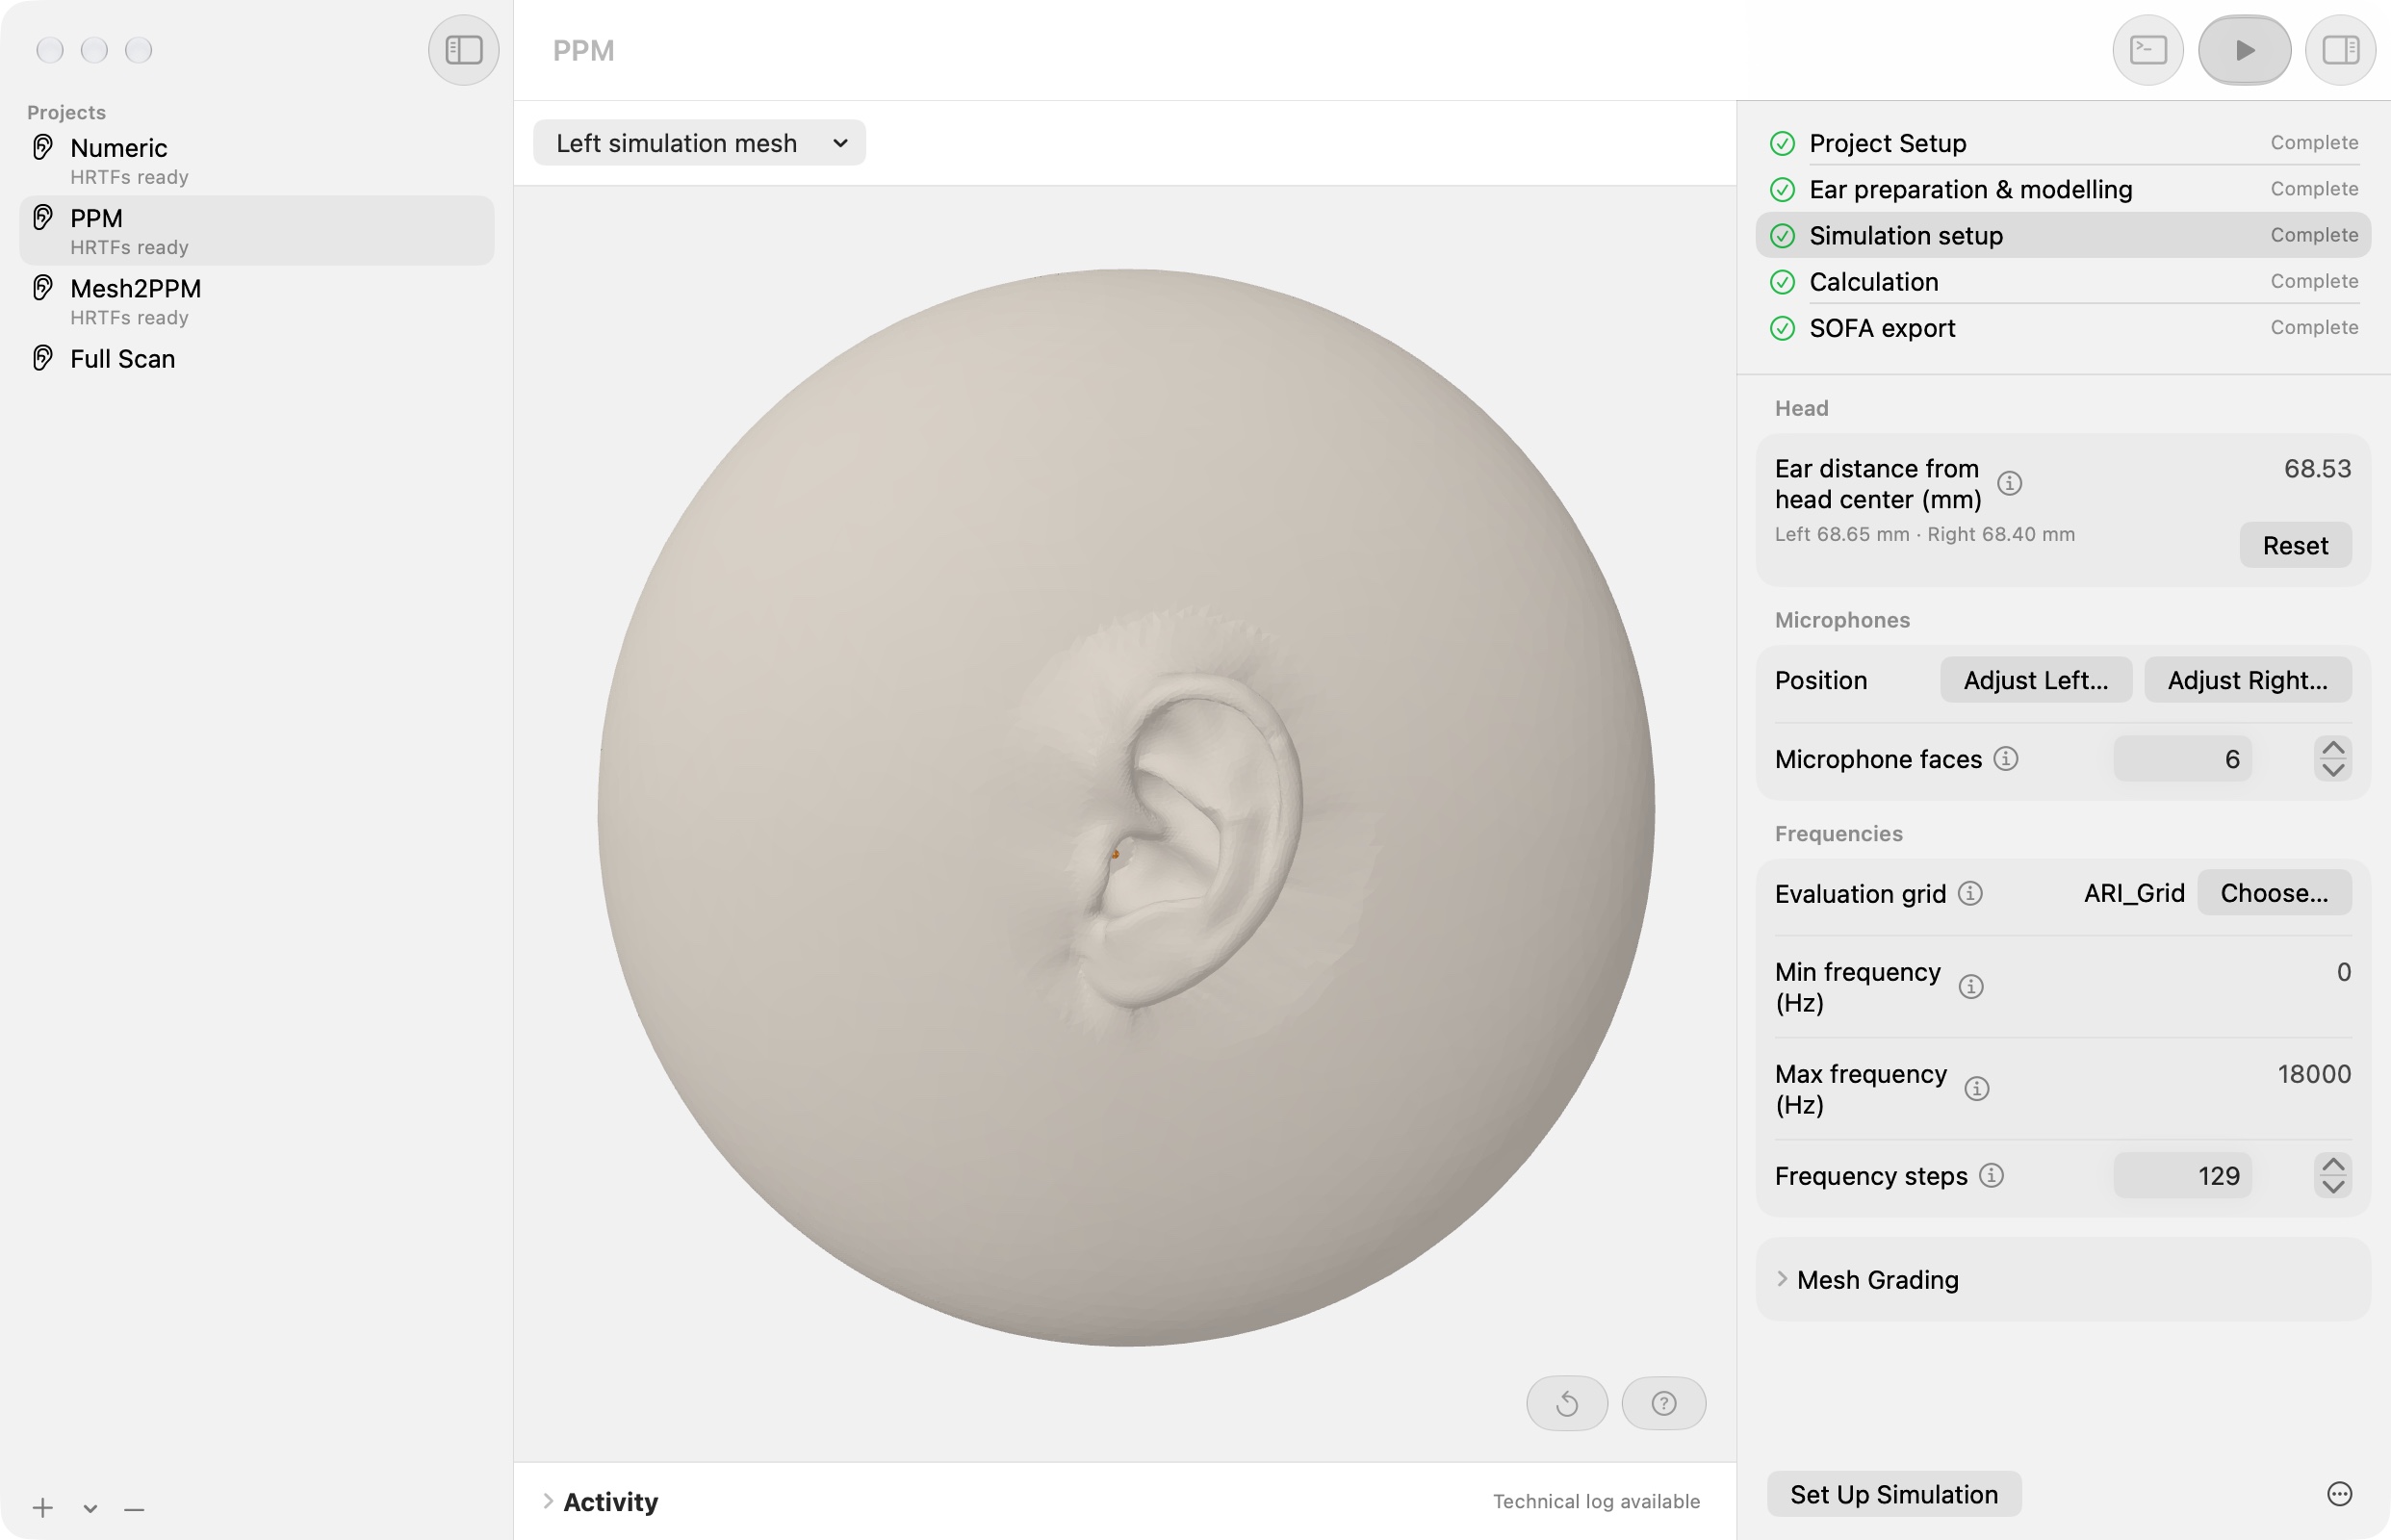 PPM
Projects
Numeric
HRTFs ready
PPM
HRTFs ready
Mesh2PPM
HRTFs ready
Full Scan
Left simulation mesh
Project Setup Complete
Ear preparation & modelling Complete
Simulation setup Complete
Calculation Complete
SOFA export Complete
Head
Ear distance from
head center (mm) 68.53
Left 68.65 mm · Right 68.40 mm
Reset
Microphones
Position Adjust Left... Adjust Right...
Microphone faces 6
Frequencies
Evaluation grid ARI_Grid Choose...
Min frequency
(Hz) 0
Max frequency
(Hz) 18000
Frequency steps 129
Mesh Grading
Set Up Simulation
Activity Technical log available